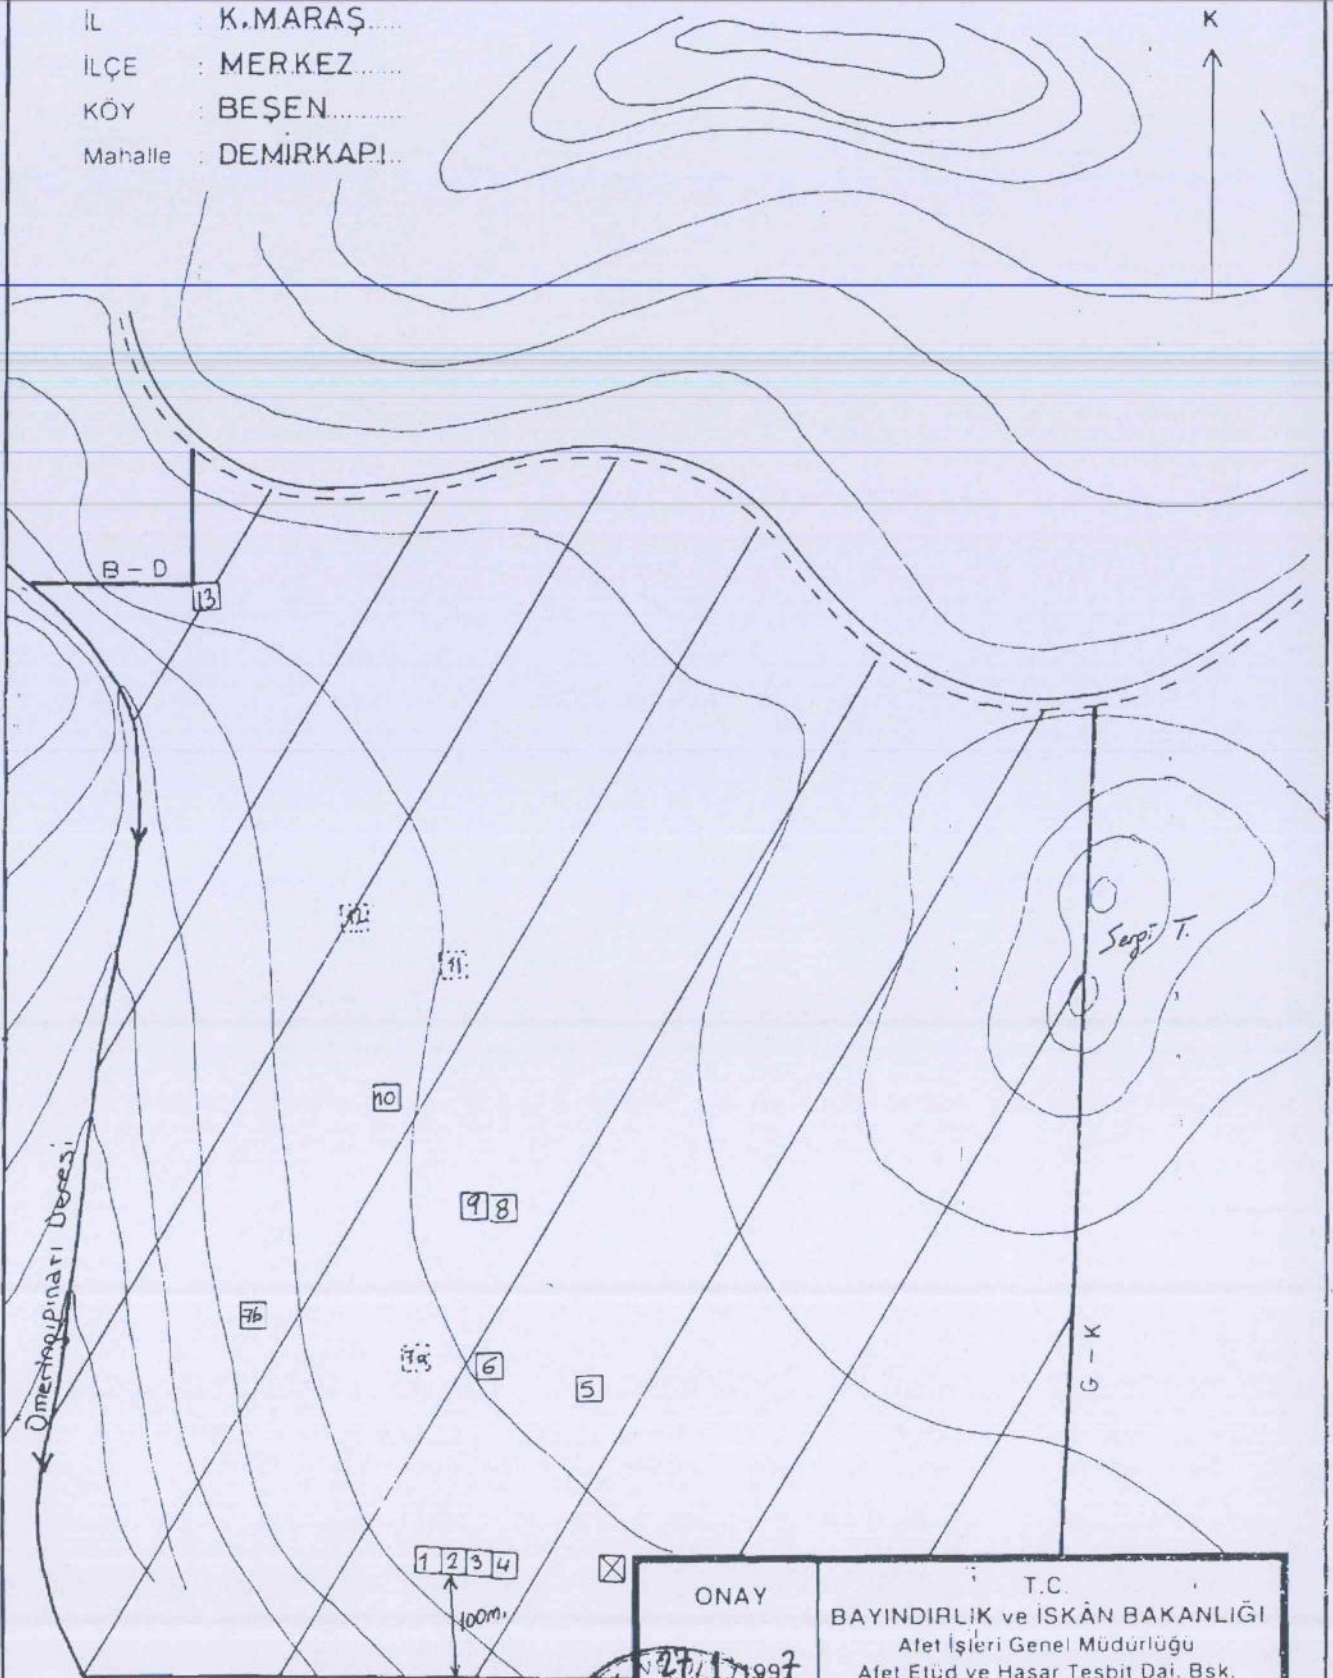 İL : K.MARAŞ
İLÇE : MERKEZ
KÖY : BEŞEN
Mahalle : DEMİRKAPI
K
B - D
13
12
11
Sergi T.
10
9 8
Ömerinpınarı Deresi
7b
7a
6
5
G - K
1 2 3 4
100m.
ONAY
27 1997
T.C.
BAYINDIRLIK ve İSKÂN BAKANLIĞI
Afet İşleri Genel Müdürlüğü
Afet Etüd ve Hasar Tesbit Dai. Bşk.